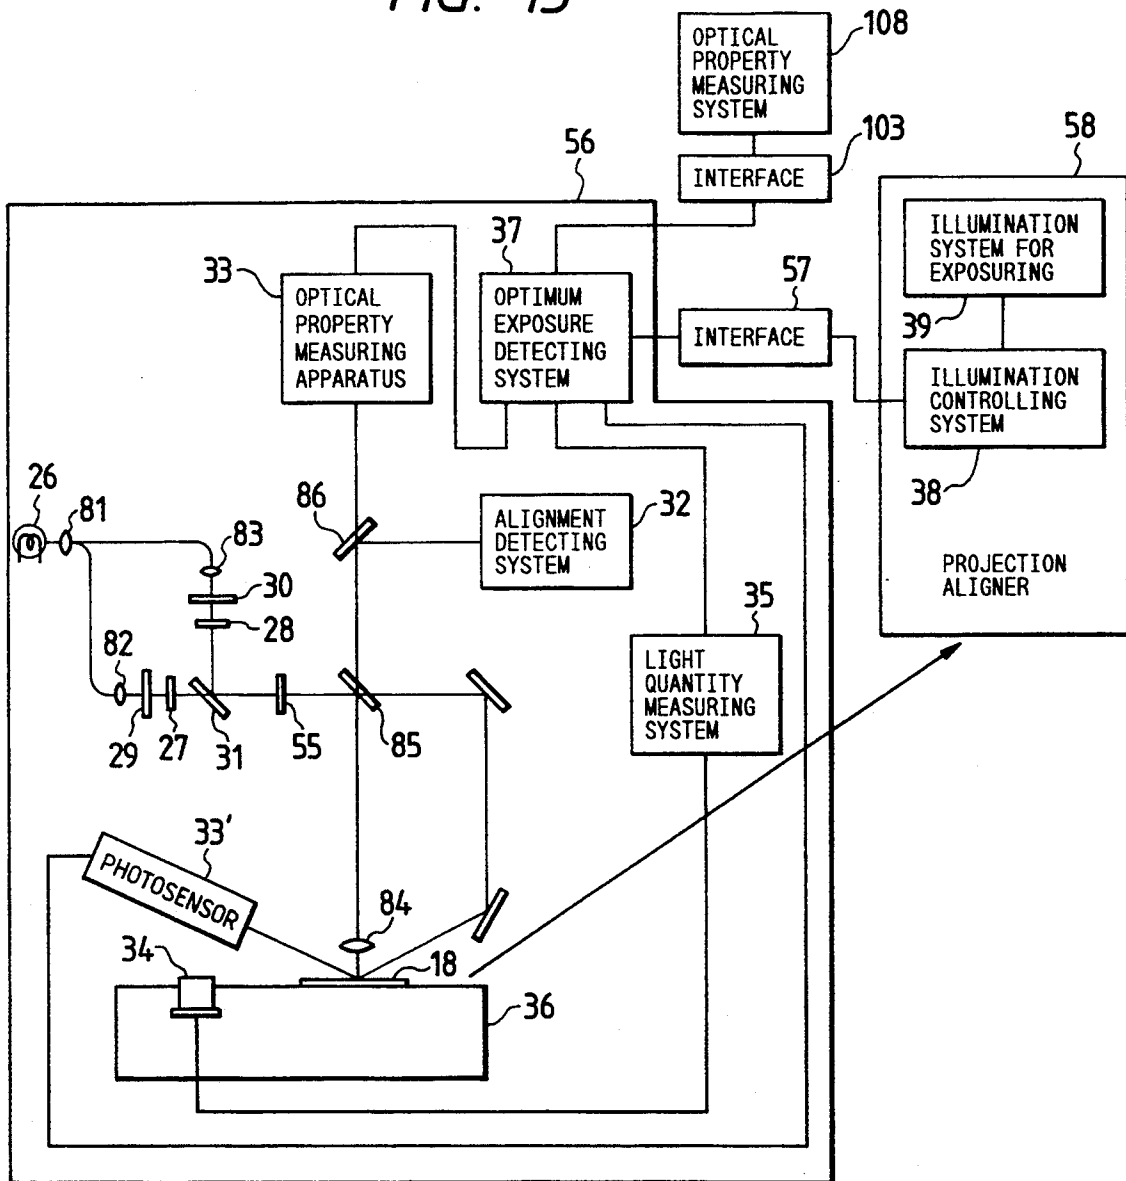 FIG. 45
108
OPTICAL
PROPERTY
MEASURING
SYSTEM
103
INTERFACE
56
58
ILLUMINATION
SYSTEM FOR
EXPOSURING
39
ILLUMINATION
CONTROLLING
SYSTEM
38
PROJECTION
ALIGNER
33
OPTICAL
PROPERTY
MEASURING
APPARATUS
37
OPTIMUM
EXPOSURE
DETECTING
SYSTEM
57
INTERFACE
26
81
83
30
28
86
ALIGNMENT
DETECTING
SYSTEM
32
82
29
27
31
55
85
35
LIGHT
QUANTITY
MEASURING
SYSTEM
33'
PHOTOSENSOR
34
84
18
36